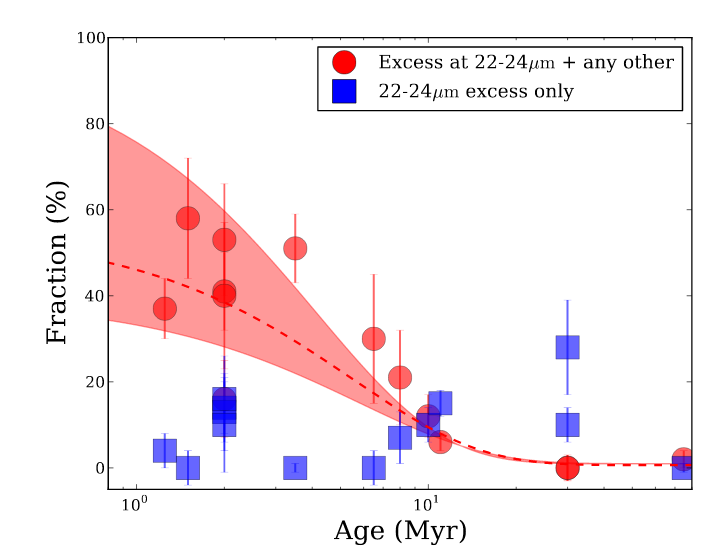 100
80
60
40
20
0
Fraction (%)
Excess at 22-24μm + any other
22-24μm excess only
10⁰
10¹
Age (Myr)